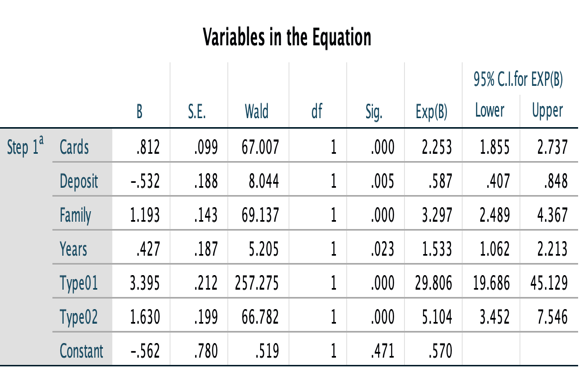 Variables in the Equation
95% C.I.for EXP(B)
B S.E. Wald df Sig. Exp(B) Lower Upper
Step 1a Cards .812 .099 67.007 1 .000 2.253 1.855 2.737
Deposit -.532 .188 8.044 1 .005 .587 .407 .848
Family 1.193 .143 69.137 1 .000 3.297 2.489 4.367
Years .427 .187 5.205 1 .023 1.533 1.062 2.213
Type01 3.395 .212 257.275 1 .000 29.806 19.686 45.129
Type02 1.630 .199 66.782 1 .000 5.104 3.452 7.546
Constant -.562 .780 .519 1 .471 .570